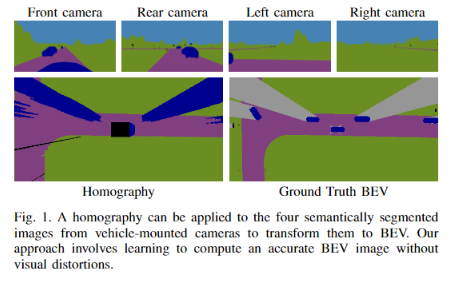 Front camera Rear camera Left camera Right camera
Homography Ground Truth BEV
Fig. 1. A homography can be applied to the four semantically segmented
images from vehicle-mounted cameras to transform them to BEV. Our
approach involves learning to compute an accurate BEV image without
visual distortions.